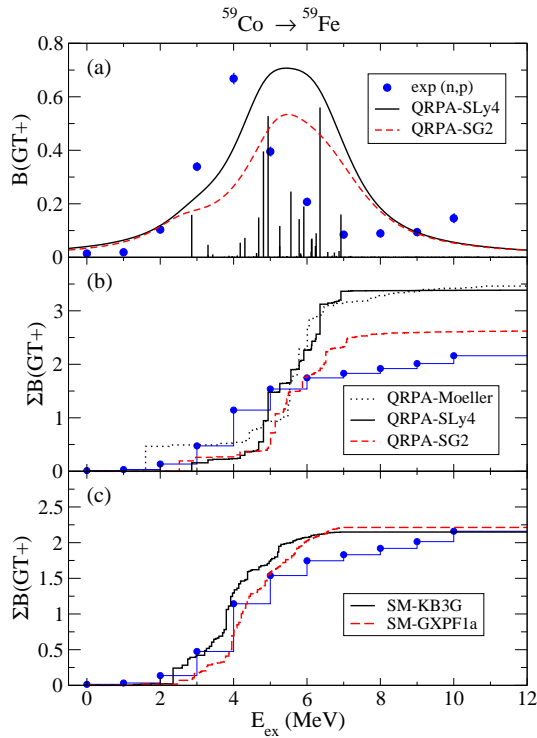 ⁵⁹Co → ⁵⁹Fe
0.8
(a)
exp (n,p)
QRPA-SLy4
QRPA-SG2
0.6
B(GT+)
0.4
0.2
0
(b)
3
ΣB(GT+)
2
QRPA-Moeller
QRPA-SLy4
QRPA-SG2
1
0
(c)
2.5
2
ΣB(GT+)
1.5
SM-KB3G
SM-GXPF1a
1
0.5
0
0 2 4 6 8 10 12
E_ex (MeV)